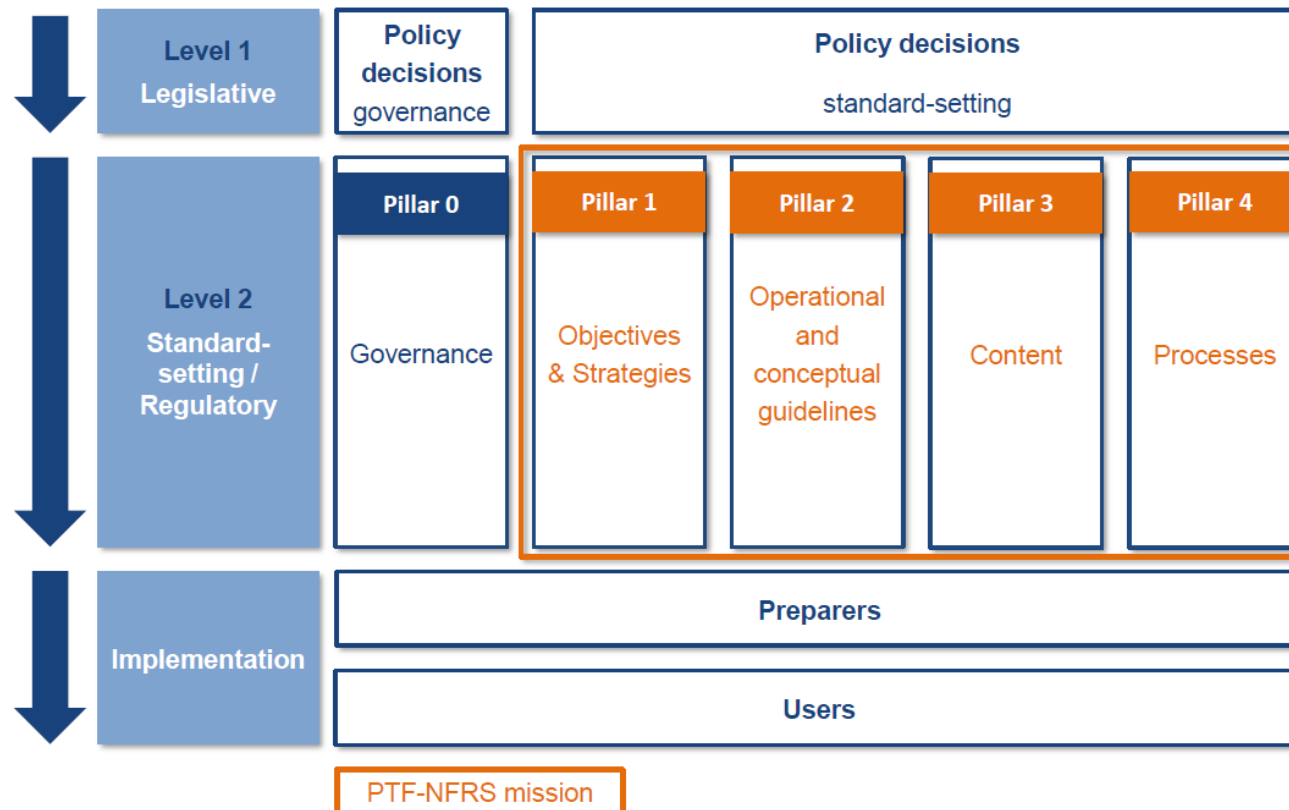 Level 1
Legislative
Policy
decisions
governance
Policy decisions
standard-setting
Level 2
Standard-
setting /
Regulatory
Pillar 0
Governance
Pillar 1
Objectives
& Strategies
Pillar 2
Operational
and
conceptual
guidelines
Pillar 3
Content
Pillar 4
Processes
Implementation
Preparers
Users
PTF-NFRS mission